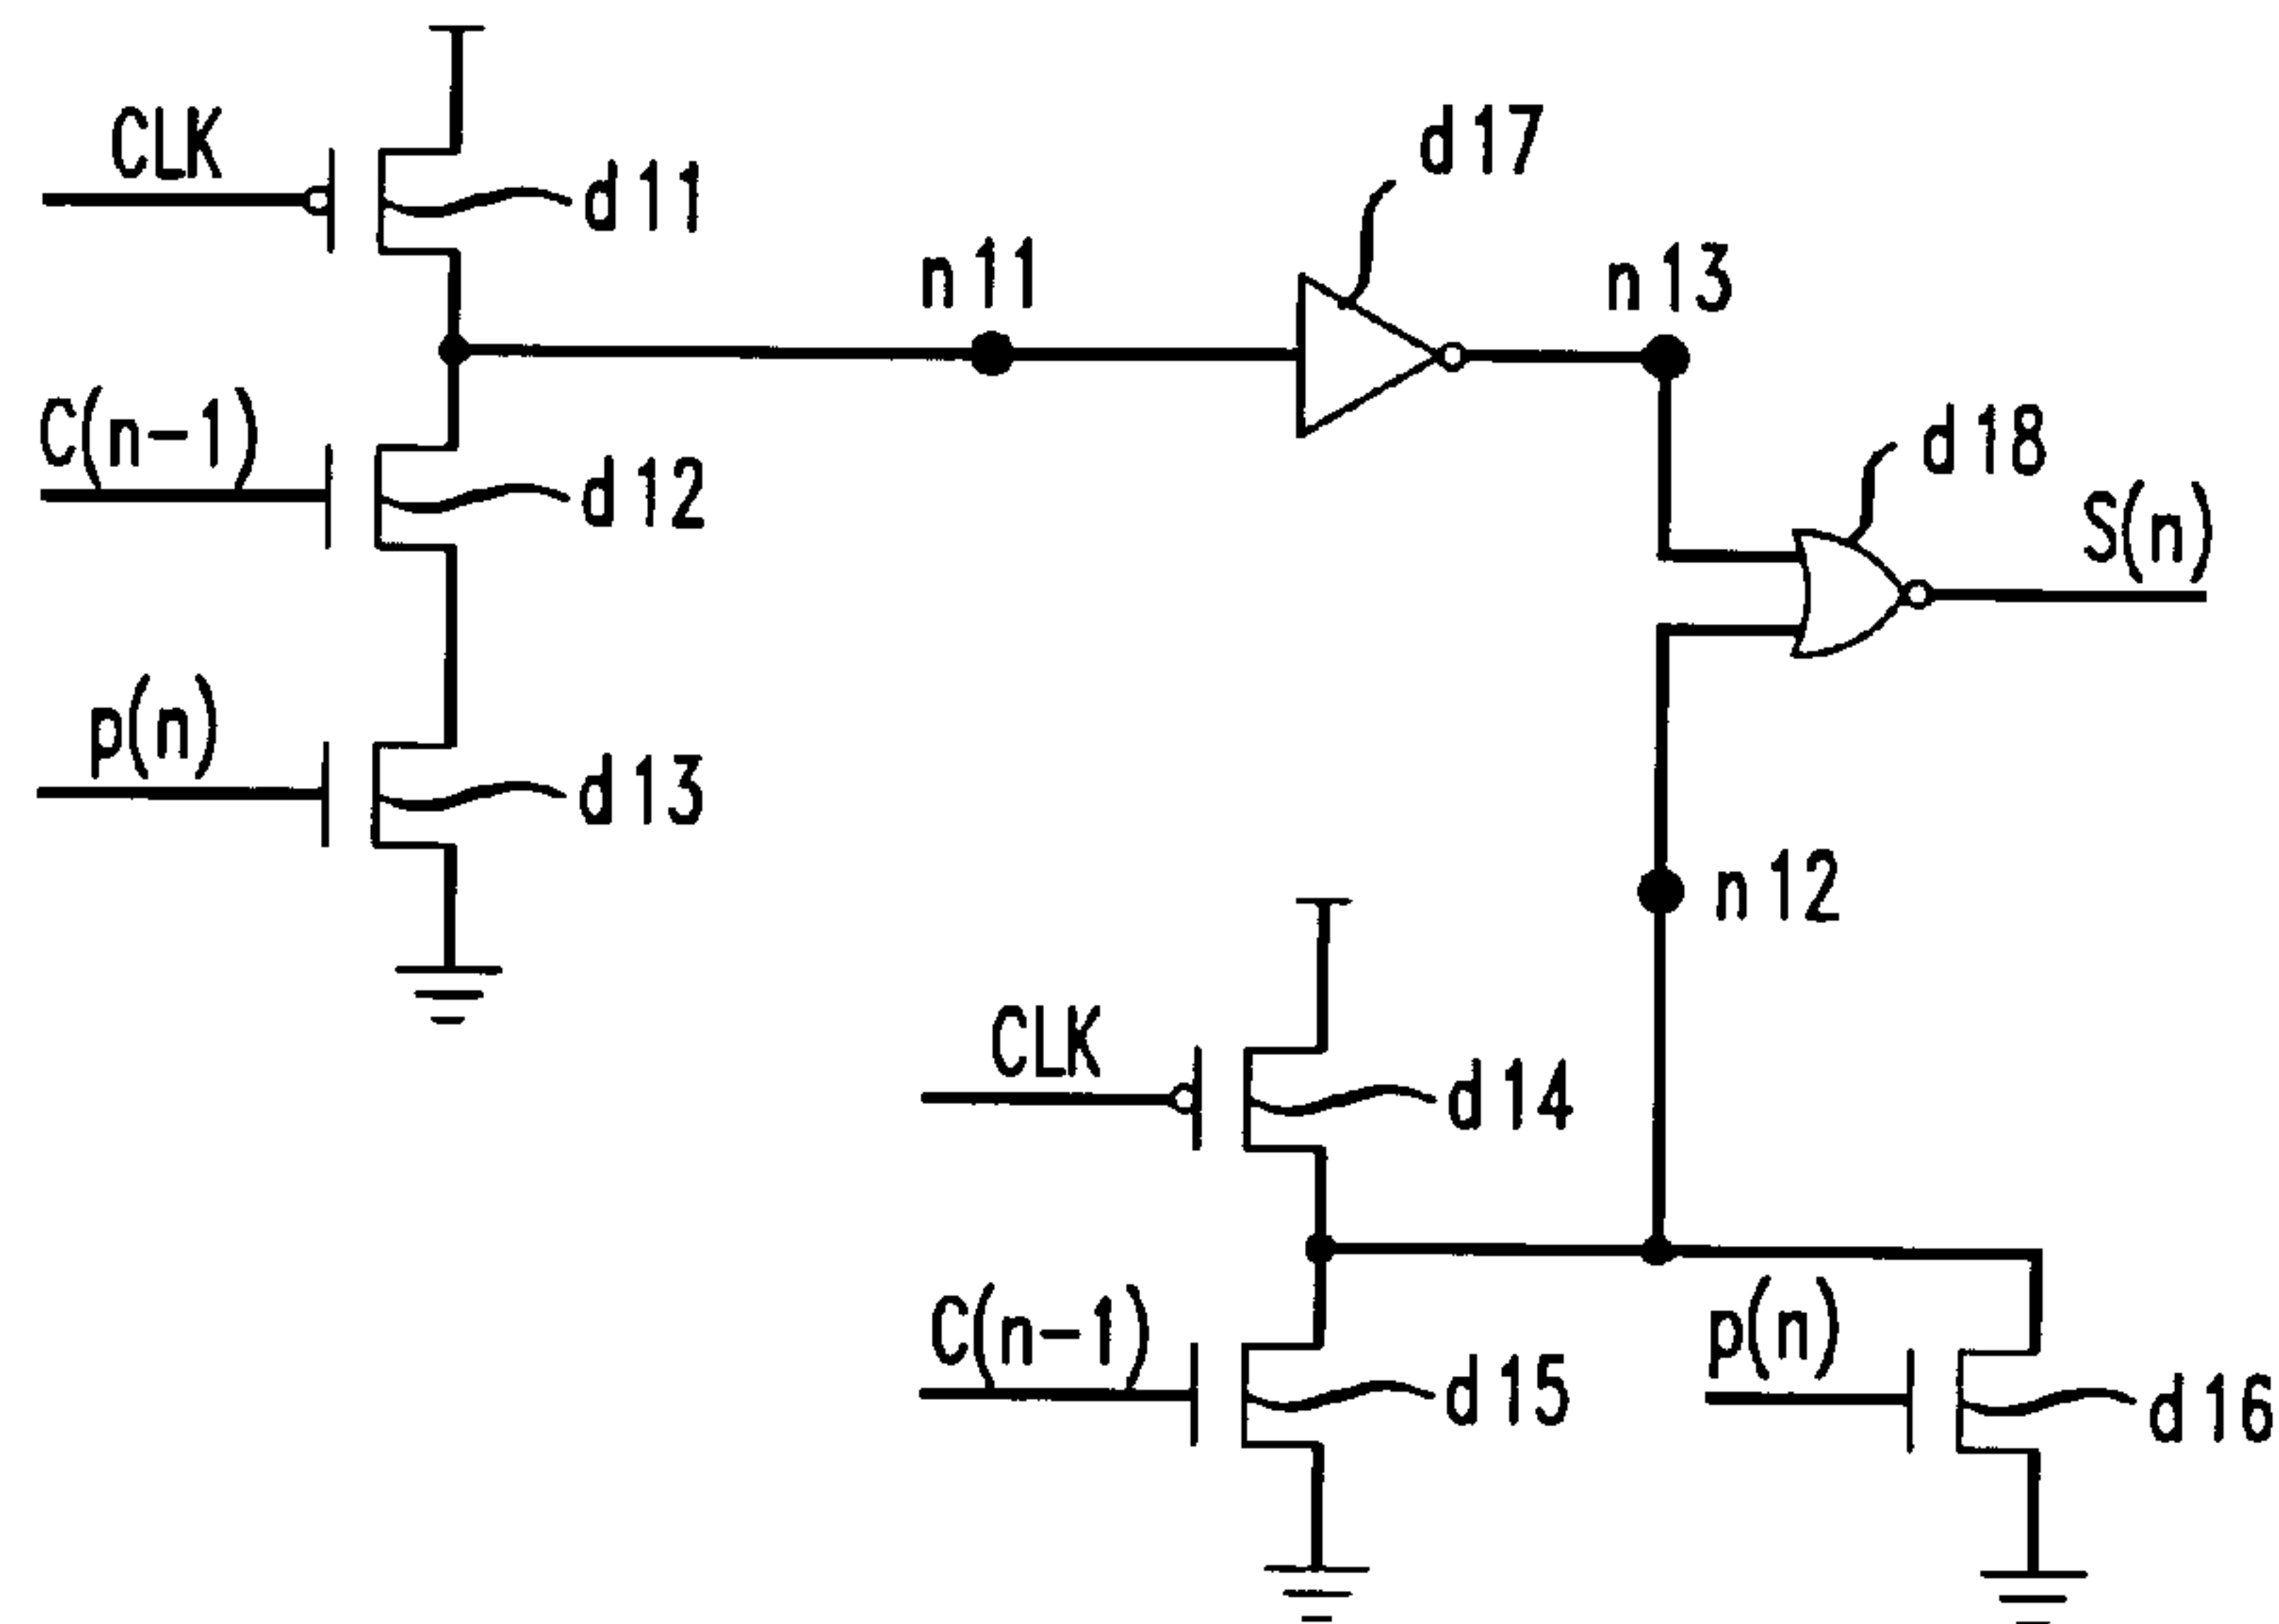 CLK
d11
d17
n11
n13
C(n-1)
d12
d18
S(n)
p(n)
d13
n12
CLK
d14
C(n-1)
d15
p(n)
d16